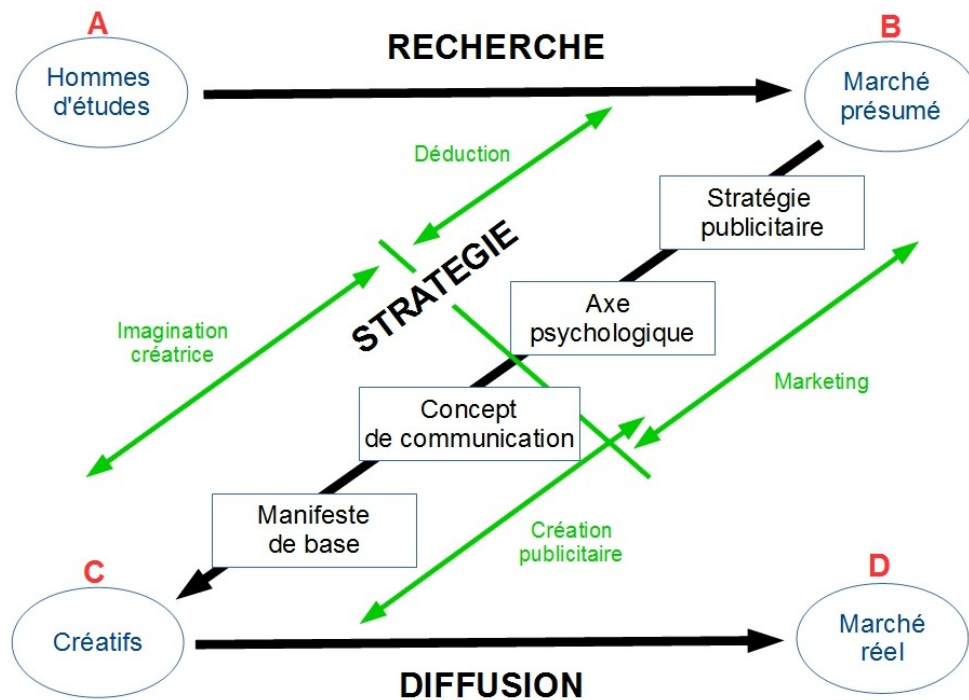 A
RECHERCHE
B
Hommes
d'études
Marché
présumé
Déduction
Stratégie
publicitaire
STRATEGIE
Axe
psychologique
Imagination
créatrice
Marketing
Concept
de communication
Manifeste
de base
Création
publicitaire
C
D
Créatifs
Marché
réel
DIFFUSION